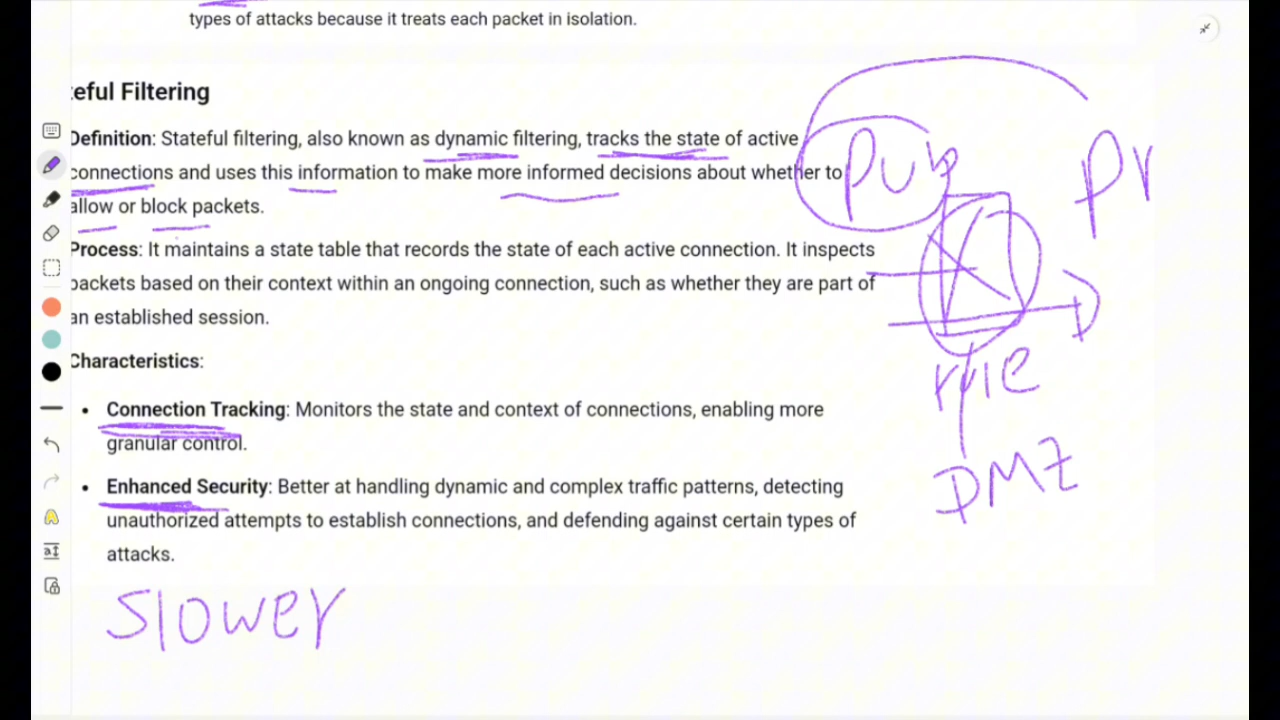 types of attacks because it treats each packet in isolation.
eful Filtering
Definition: Stateful filtering, also known as dynamic filtering, tracks the state of active
connections and uses this information to make more informed decisions about whether to
allow or block packets.
Process: It maintains a state table that records the state of each active connection. It inspects
packets based on their context within an ongoing connection, such as whether they are part of
an established session.
Characteristics:
• Connection Tracking: Monitors the state and context of connections, enabling more
granular control.
• Enhanced Security: Better at handling dynamic and complex traffic patterns, detecting
unauthorized attempts to establish connections, and defending against certain types of
attacks.
slower
Pub
Pr
rule
DMZ